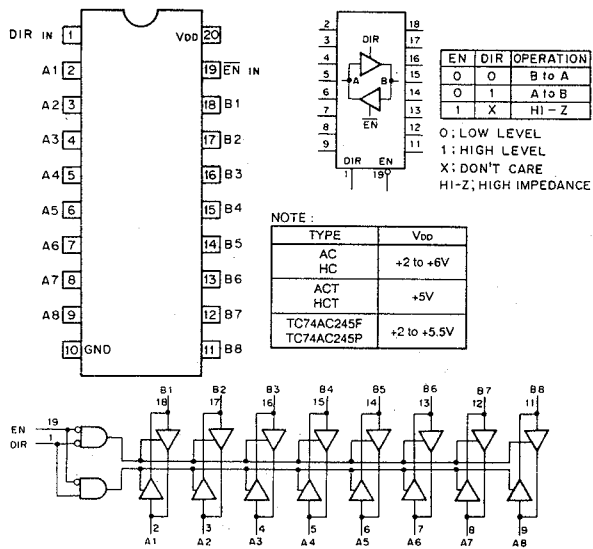 DIR IN 1
VDD 20
A1 2
19 EN IN
A2 3
18 B1
A3 4
17 B2
A4 5
16 B3
A5 6
15 B4
A6 7
14 B5
A7 8
13 B6
A8 9
12 B7
10 GND
11 B8
2 18
3 17
4 16
5 15
6 14
7 13
8 12
9 11
DIR
A B
EN
DIR EN
1 19
EN DIR OPERATION
0 0 B to A
0 1 A to B
1 X HI-Z
0; LOW LEVEL
1; HIGH LEVEL
X; DON'T CARE
HI-Z; HIGH IMPEDANCE
NOTE :
TYPE VDD
AC
HC
+2 to +6V
ACT
HCT
+5V
TC74AC245F
TC74AC245P
+2 to +5.5V
B1 B2 B3 B4 B5 B6 B7 B8
18 17 16 15 14 13 12 11
EN 19
DIR 1
2 3 4 5 6 7 8 9
A1 A2 A3 A4 A5 A6 A7 A8